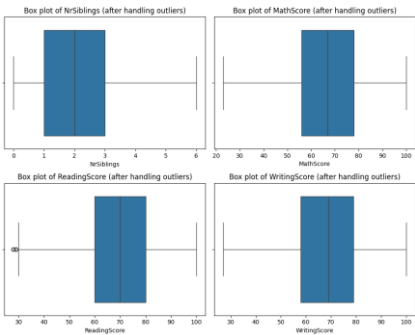 Box plot of NrSiblings (after handling outliers)
0 1 2 3 4 5 6
NrSiblings
Box plot of MathScore (after handling outliers)
20 30 40 50 60 70 80 90 100
MathScore
Box plot of ReadingScore (after handling outliers)
30 40 50 60 70 80 90 100
ReadingScore
Box plot of WritingScore (after handling outliers)
30 40 50 60 70 80 90 100
WritingScore